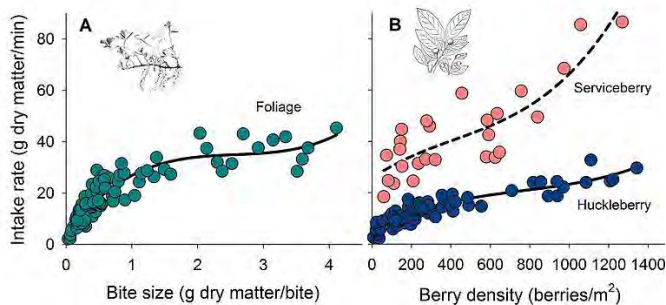 A
B
Foliage
Serviceberry
Huckleberry
Intake rate (g dry matter/min)
80
60
40
20
0
0 1 2 3 4 5
0 200 400 600 800 1000 1200 1400
Bite size (g dry matter/bite)
Berry density (berries/m²)